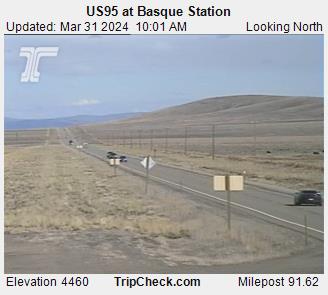 US95 at Basque Station
Updated: Mar 31 2024 10:01 AM Looking North
Elevation 4460 TripCheck.com Milepost 91.62